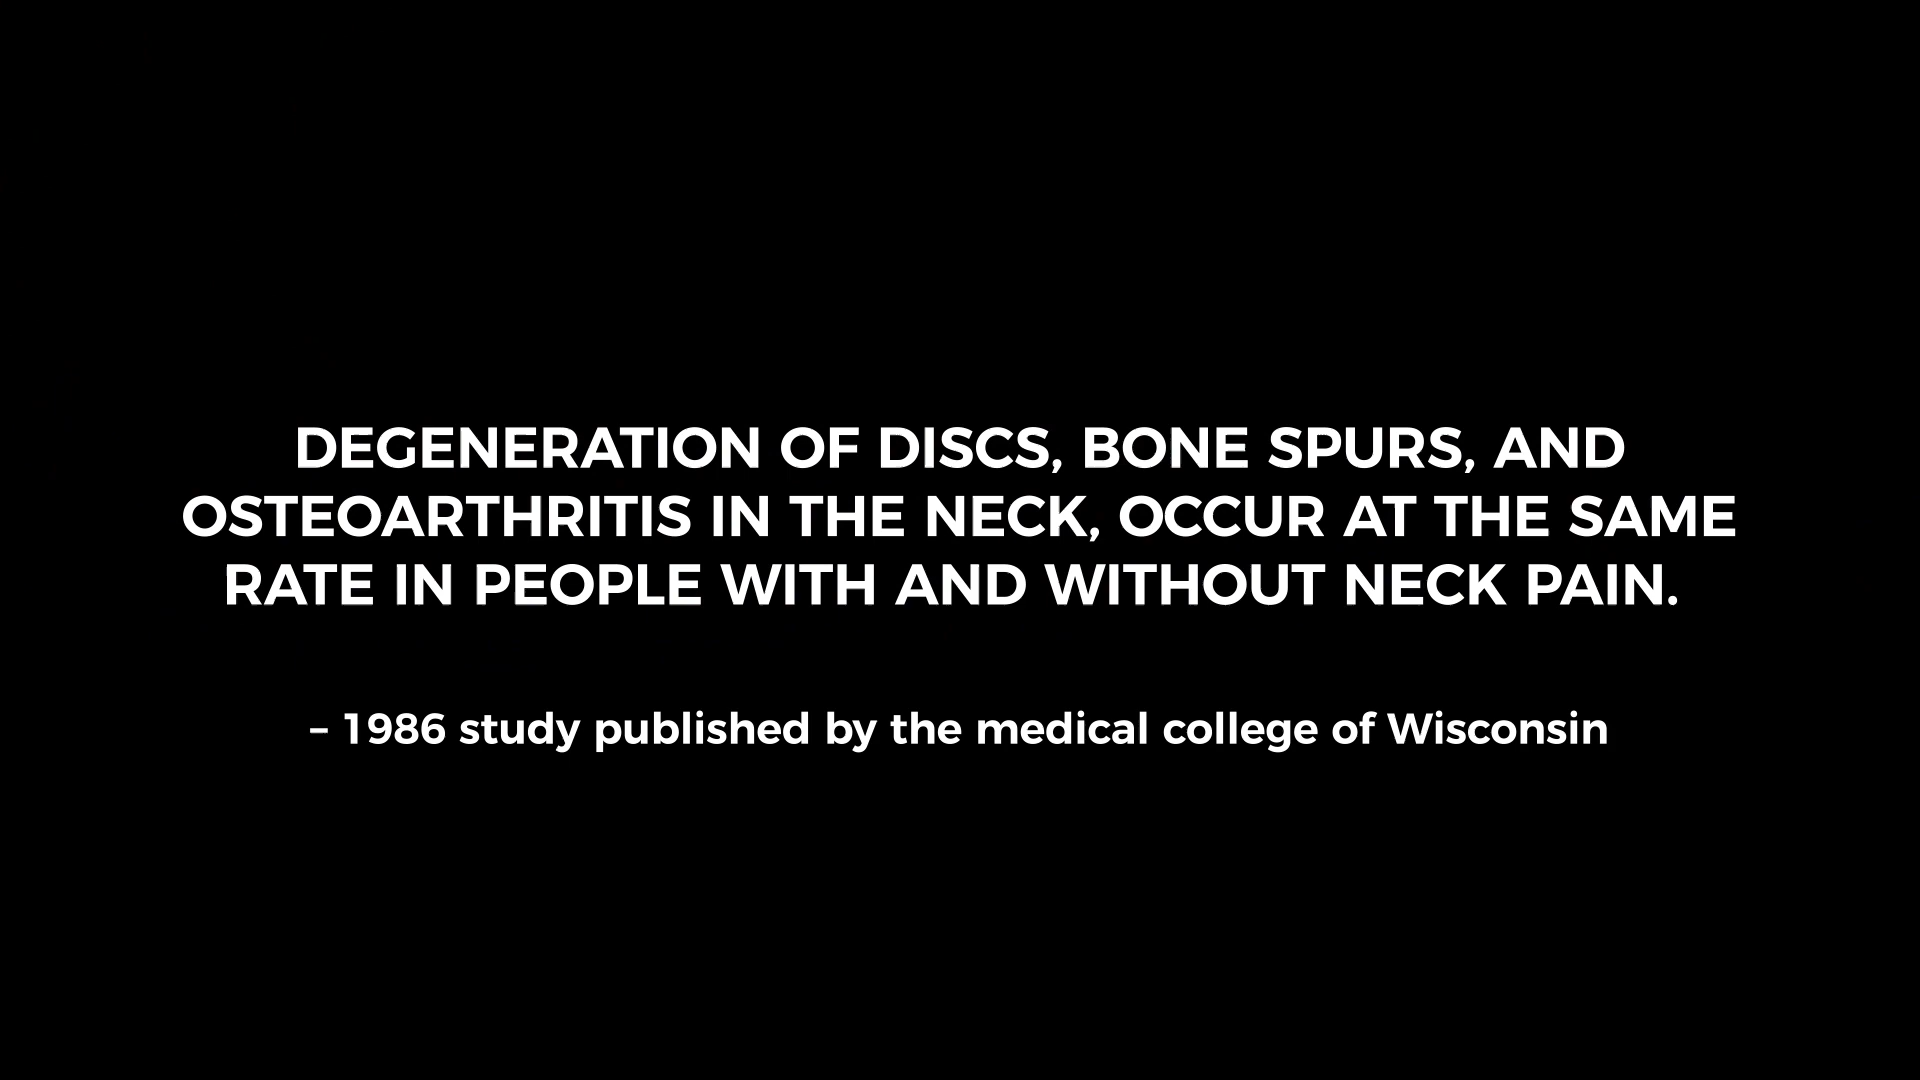 DEGENERATION OF DISCS, BONE SPURS, AND
OSTEOARTHRITIS IN THE NECK, OCCUR AT THE SAME
RATE IN PEOPLE WITH AND WITHOUT NECK PAIN.
– 1986 study published by the medical college of Wisconsin